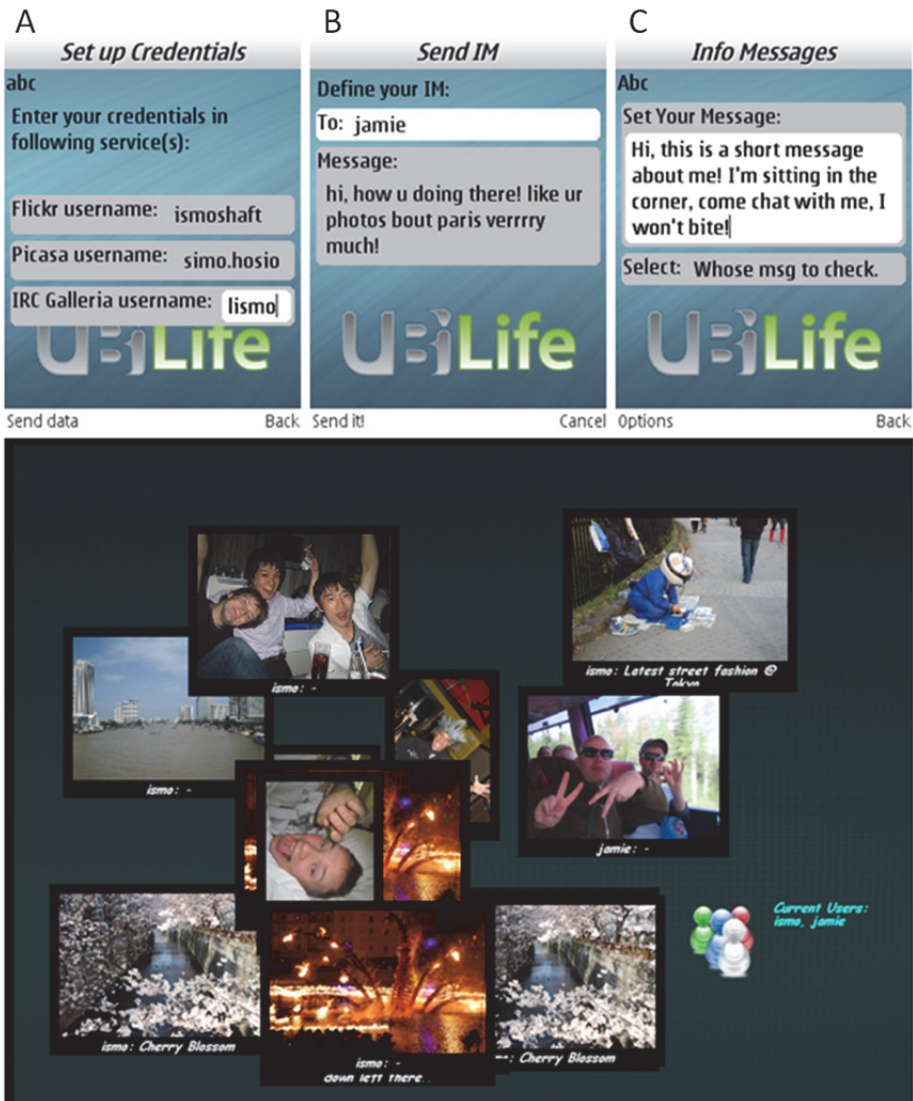 A
B
C
Set up Credentials
abc
Enter your credentials in
following service(s):
Flickr username: ismoshaft
Picasa username: simo.hosio
IRC Galleria username: lismo
UBiLife
Send data Back
Send IM
Define your IM:
To: jamie
Message:
hi, how u doing there! like ur
photos bout paris verrrry
much!
UBiLife
Send it! Cancel
Info Messages
Abc
Set Your Message:
Hi, this is a short message
about me! I'm sitting in the
corner, come chat with me, I
won't bite!
Select: Whose msg to check.
UBiLife
Options Back
ismo: -
ismo: Latest street fashion @
Tokyo
ismo: -
jamie: -
Current Users:
ismo, jamie
ismo: Cherry Blossom
ismo: -
down left there..
: Cherry Blossom